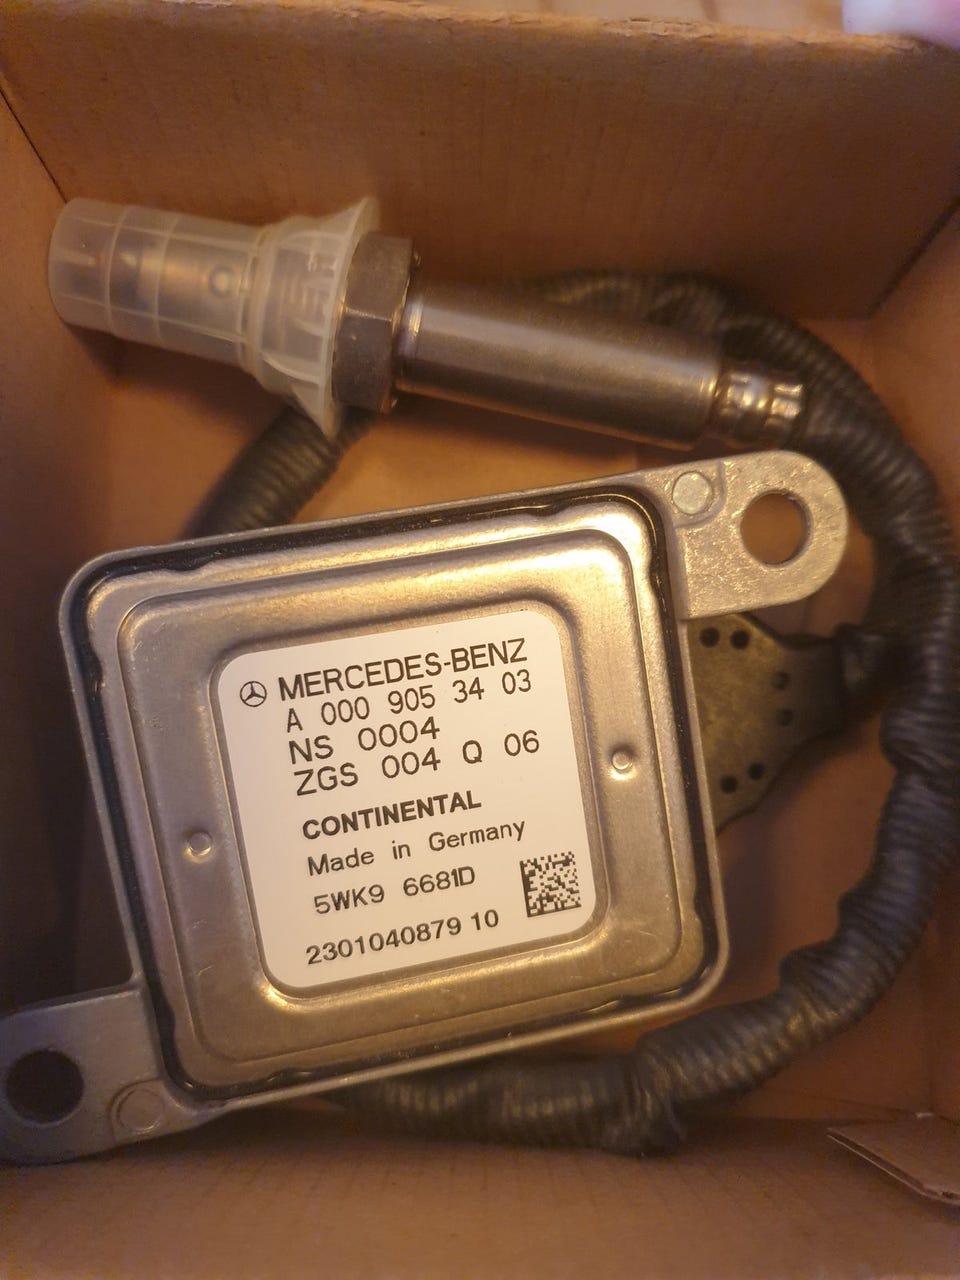 MERCEDES-BENZ
A 000 905 34 03
NS 0004
ZGS 004 Q 06
CONTINENTAL
Made in Germany
5WK9 6681D
2301040879 10